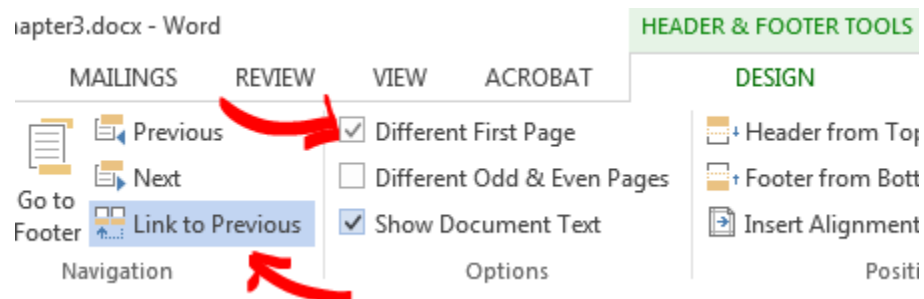 apter3.docx - Word
HEADER & FOOTER TOOLS
MAILINGS REVIEW VIEW ACROBAT DESIGN
Go to
Footer
Previous
Next
Link to Previous
Navigation
Different First Page
Different Odd & Even Pages
Show Document Text
Options
Header from Top
Footer from Bott
Insert Alignment
Positi